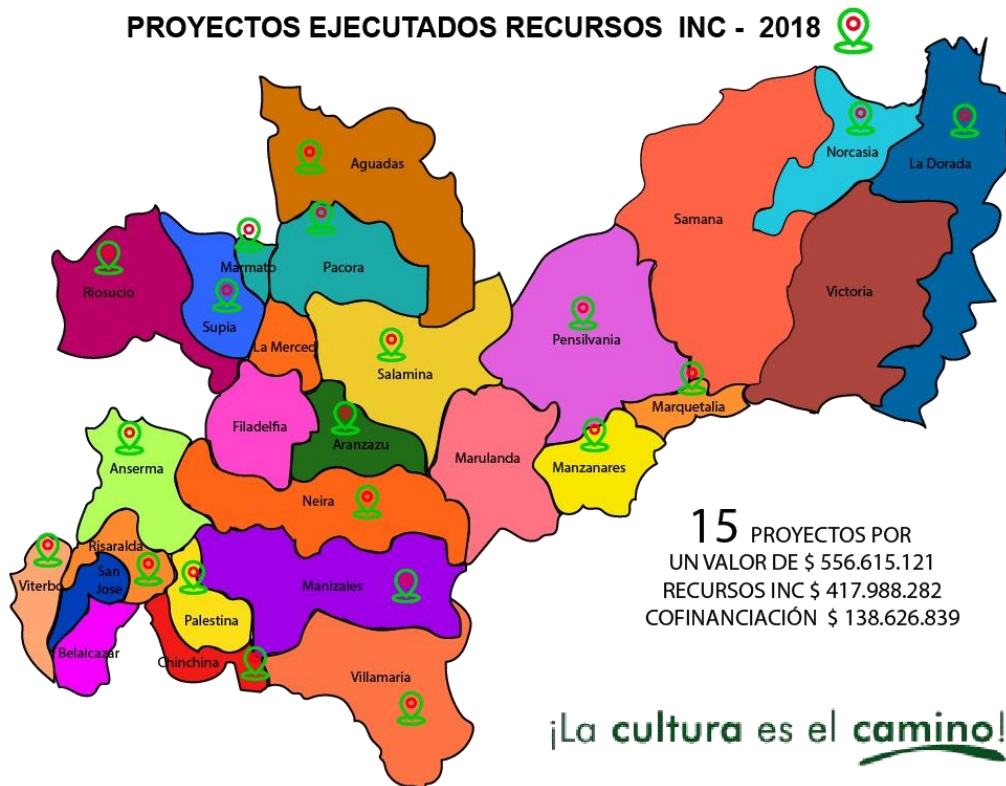 PROYECTOS EJECUTADOS RECURSOS INC - 2018
Aguadas
Norcasia
La Dorada
Samana
Marmato
Pacora
Riosucio
Victoria
Supia
Pensilvania
La Merced
Salamina
Marquetalia
Filadelfia
Aranzazu
Marulanda
Manzanares
Anserma
Neira
15 PROYECTOS POR
UN VALOR DE $ 556.615.121
RECURSOS INC $ 417.988.282
COFINANCIACIÓN $ 138.626.839
Risaralda
Viterbo
San
Jose
Manizales
Palestina
Belalcazar
Chinchina
Villamaria
¡La cultura es el camino!